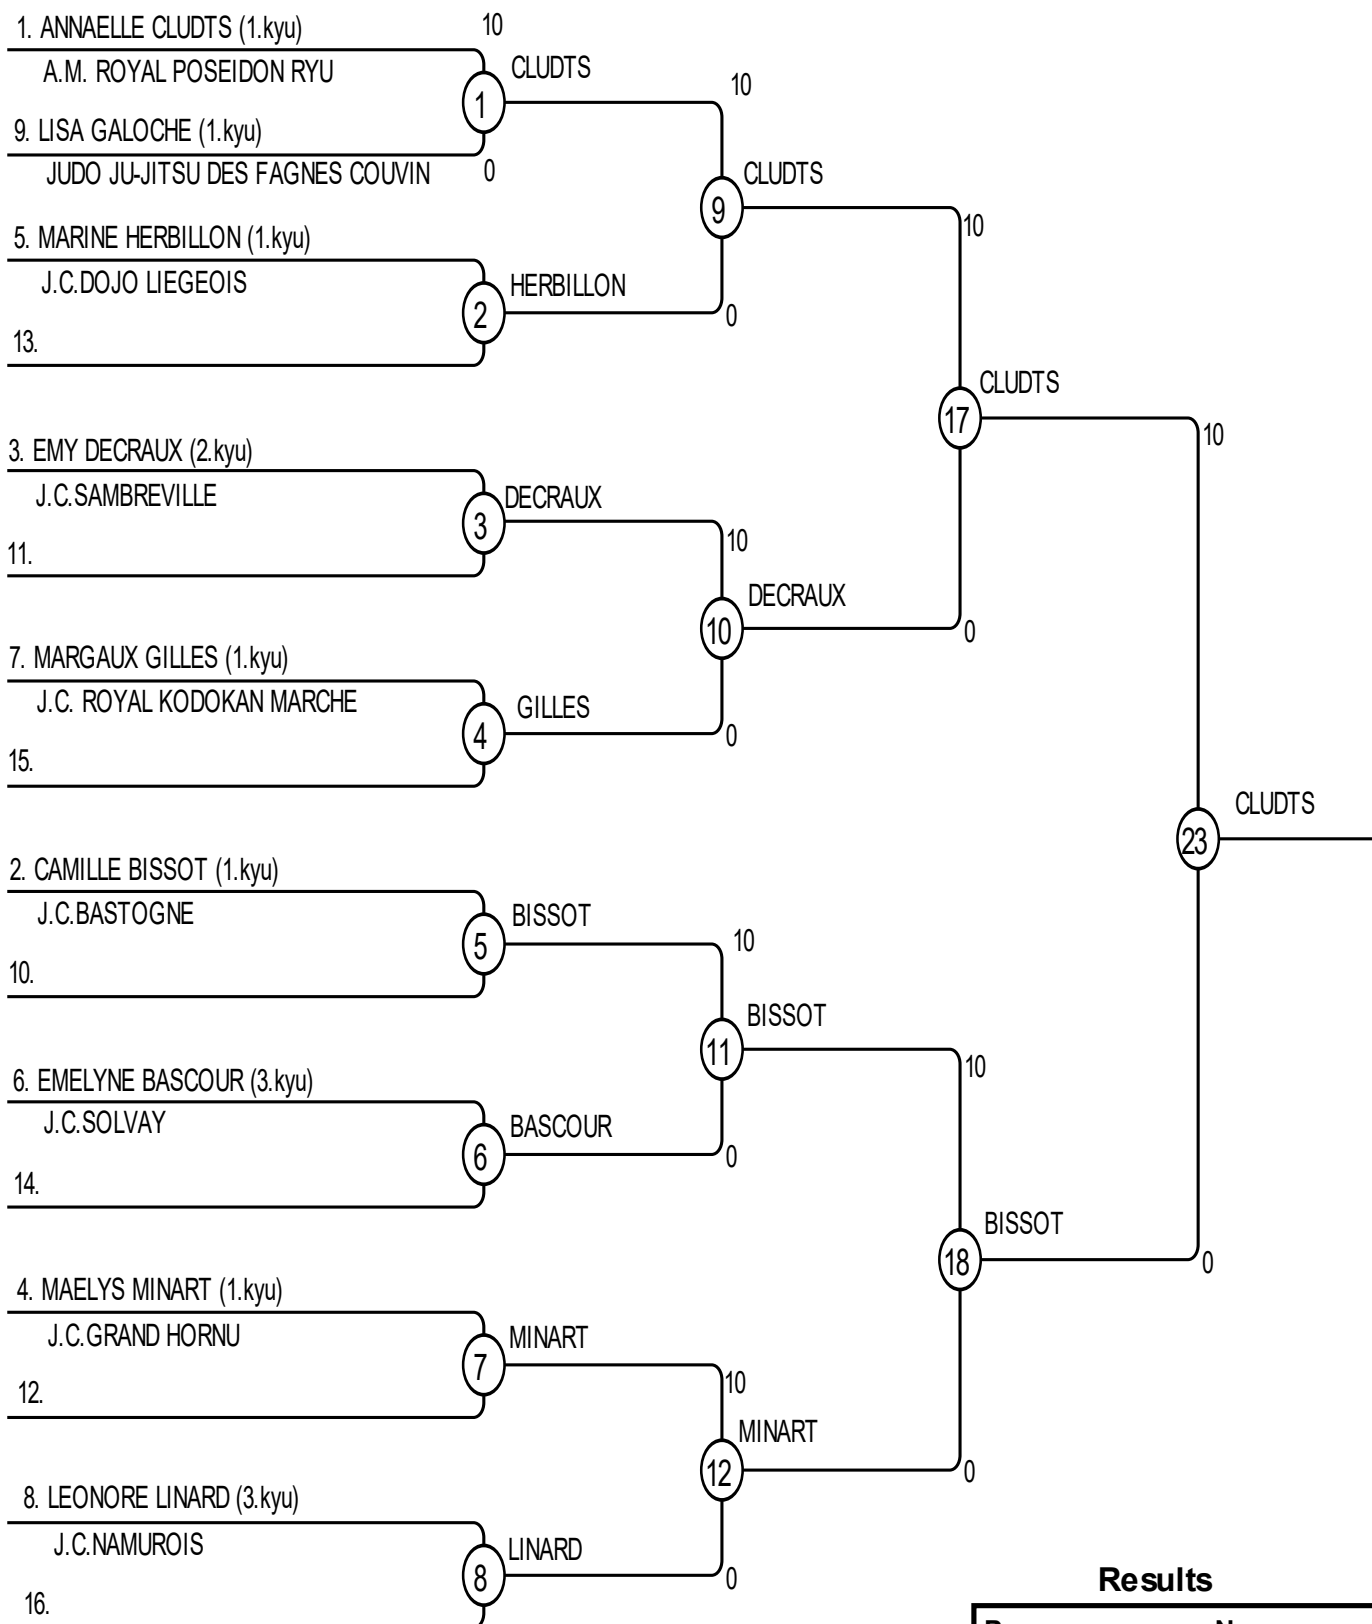 1. ANNAELLE CLUDTS (1.kyu)
10
A.M. ROYAL POSEIDON RYU
1
CLUDTS
9. LISA GALOCHE (1.kyu)
JUDO JU-JITSU DES FAGNES COUVIN
0
10
9
CLUDTS
5. MARINE HERBILLON (1.kyu)
J.C.DOJO LIEGEOIS
2
HERBILLON
0
13.
10
17
CLUDTS
3. EMY DECRAUX (2.kyu)
J.C.SAMBREVILLE
3
DECRAUX
11.
10
10
DECRAUX
0
7. MARGAUX GILLES (1.kyu)
J.C. ROYAL KODOKAN MARCHE
4
GILLES
0
15.
10
23
CLUDTS
2. CAMILLE BISSOT (1.kyu)
J.C.BASTOGNE
5
BISSOT
10.
10
11
BISSOT
6. EMELYNE BASCOUR (3.kyu)
J.C.SOLVAY
6
BASCOUR
0
14.
10
18
BISSOT
0
4. MAELYS MINART (1.kyu)
J.C.GRAND HORNU
7
MINART
12.
10
12
MINART
0
8. LEONORE LINARD (3.kyu)
J.C.NAMUROIS
8
LINARD
0
16.
Results